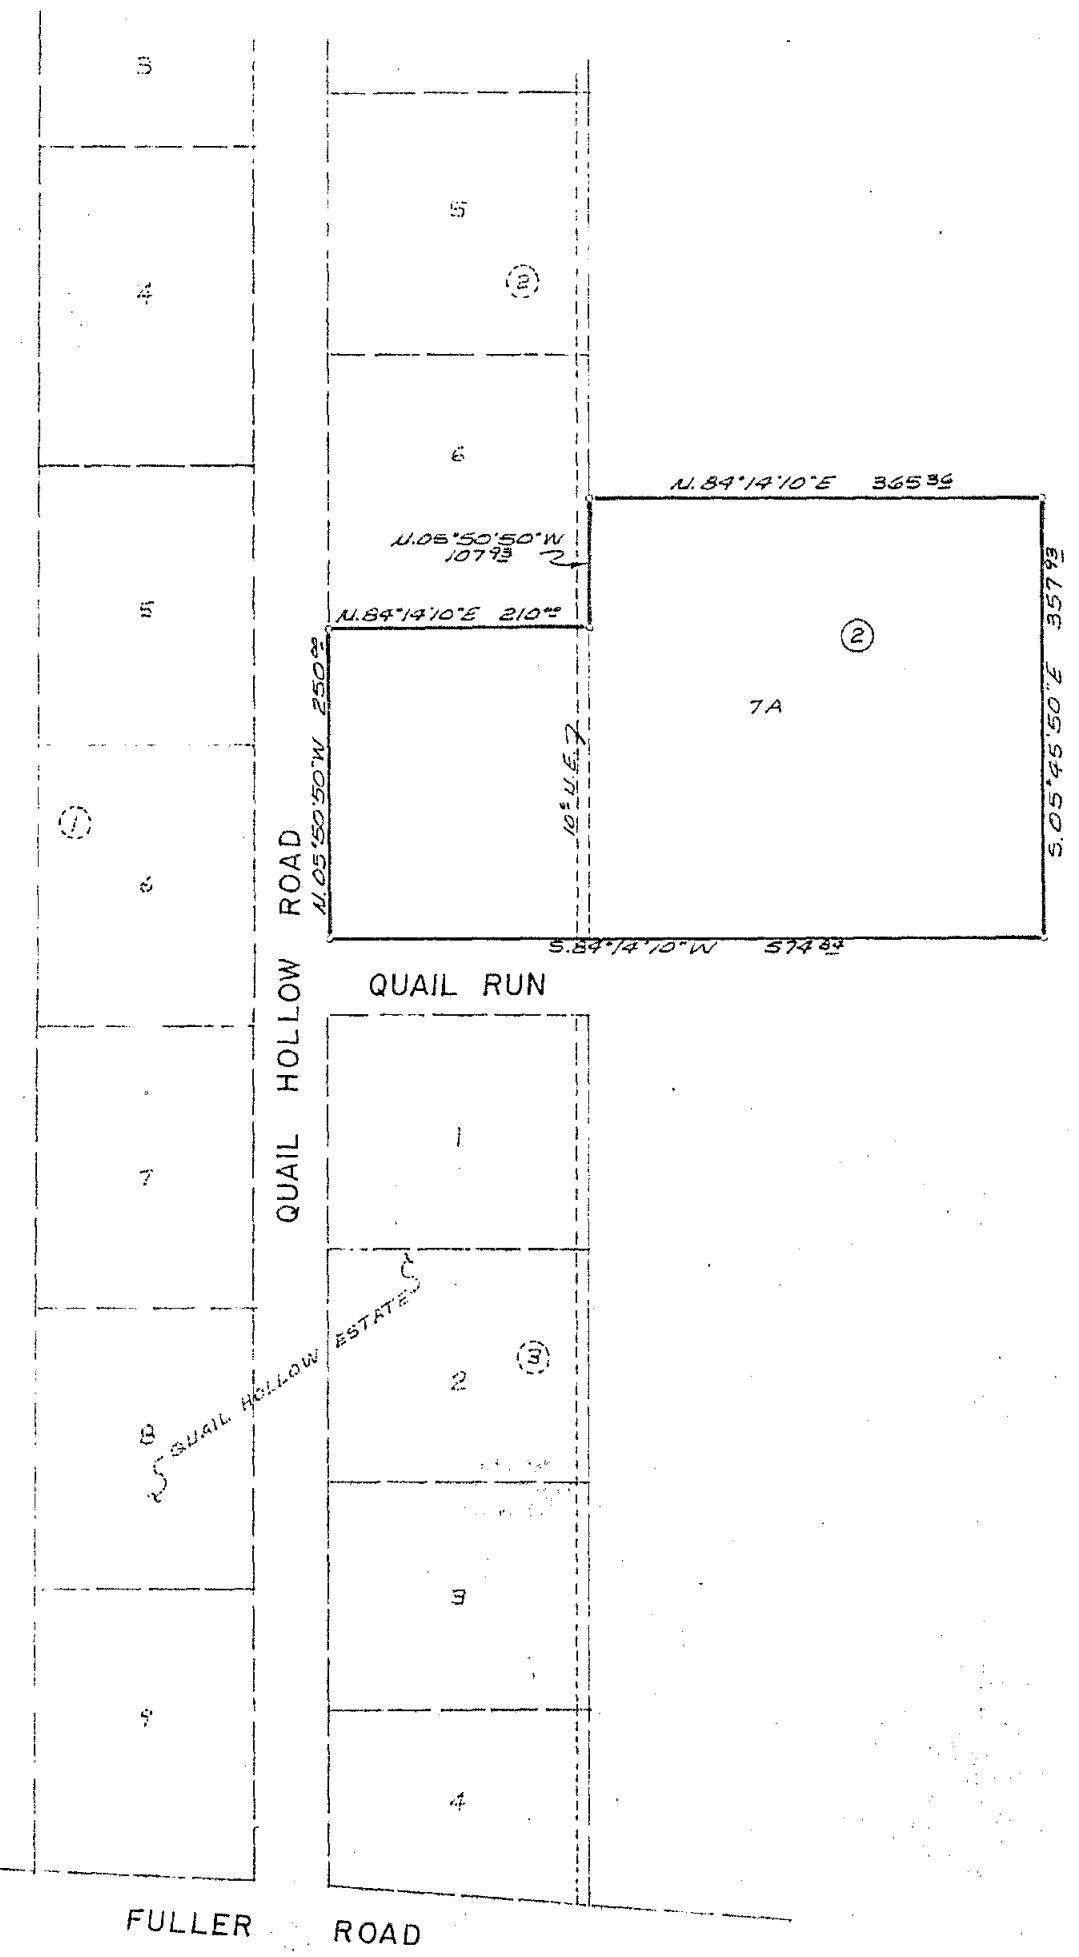 3
5
4
2
6
N.84°14'10"E 365 36
N.05°50'50"W
107 93
N.84°14'10"E 210 00
5
2
S.05°45'50"E 357 93
7A
N.05°50'50"W 250 00
10' U.E.
1
6
S.84°14'10"W 574 84
QUAIL RUN
QUAIL HOLLOW ROAD
1
7
QUAIL HOLLOW ESTATES
3
2
8
3
9
4
FULLER ROAD